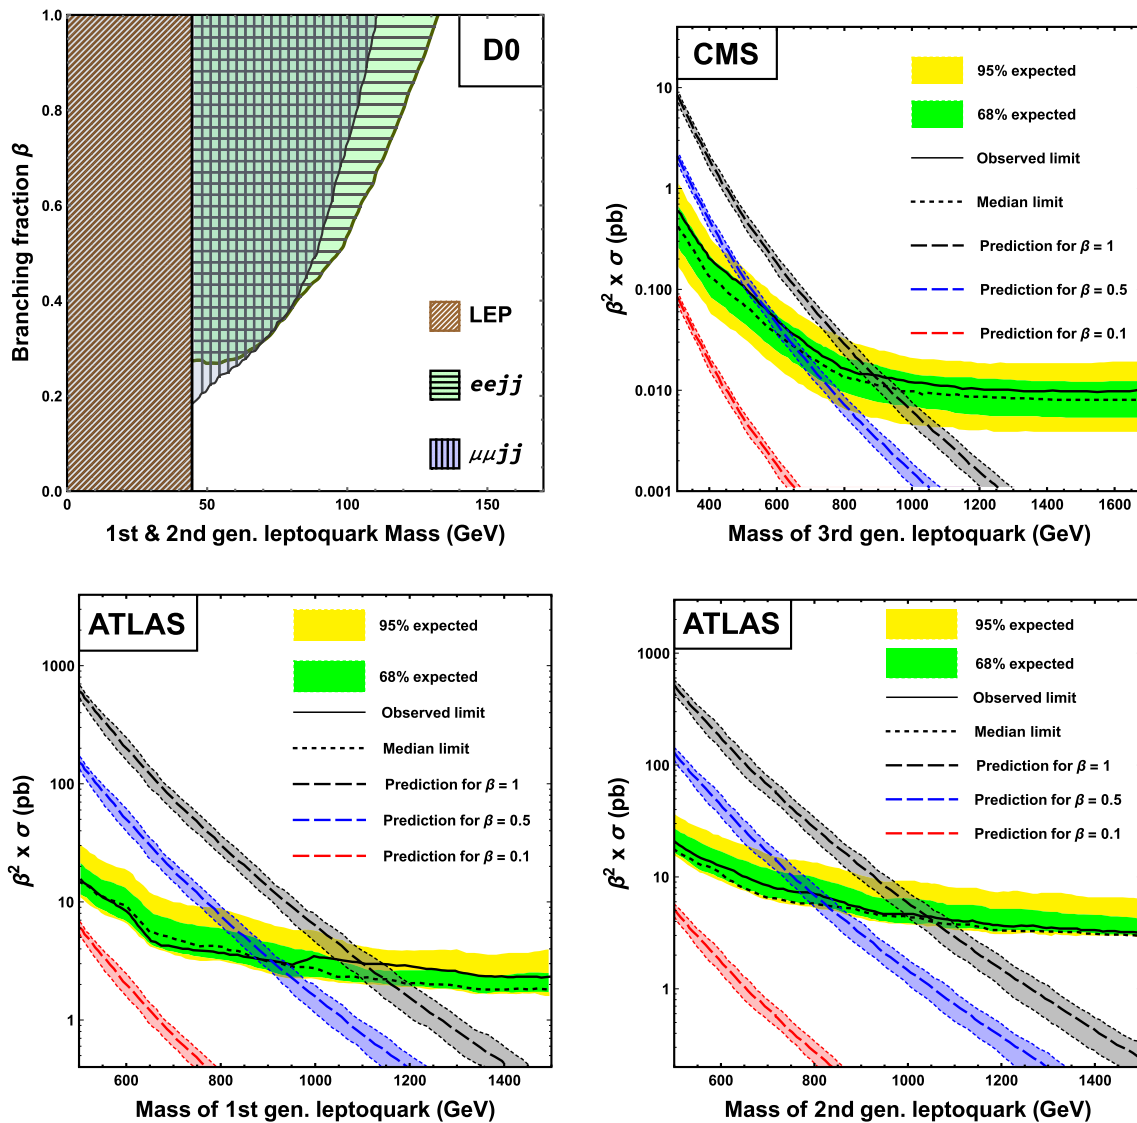 D0
1.0
0.8
0.6
0.4
0.2
0.0
Branching fraction β
LEP
eejj
μμjj
0
50
100
150
1st & 2nd gen. leptoquark Mass (GeV)
CMS
95% expected
68% expected
Observed limit
Median limit
Prediction for β = 1
Prediction for β = 0.5
Prediction for β = 0.1
10
1
0.100
0.010
0.001
β² x σ (pb)
400
600
800
1000
1200
1400
1600
Mass of 3rd gen. leptoquark (GeV)
ATLAS
95% expected
68% expected
Observed limit
Median limit
Prediction for β = 1
Prediction for β = 0.5
Prediction for β = 0.1
1000
100
10
1
β² x σ (pb)
600
800
1000
1200
1400
Mass of 1st gen. leptoquark (GeV)
ATLAS
95% expected
68% expected
Observed limit
Median limit
Prediction for β = 1
Prediction for β = 0.5
Prediction for β = 0.1
1000
100
10
1
β² x σ (pb)
600
800
1000
1200
1400
Mass of 2nd gen. leptoquark (GeV)